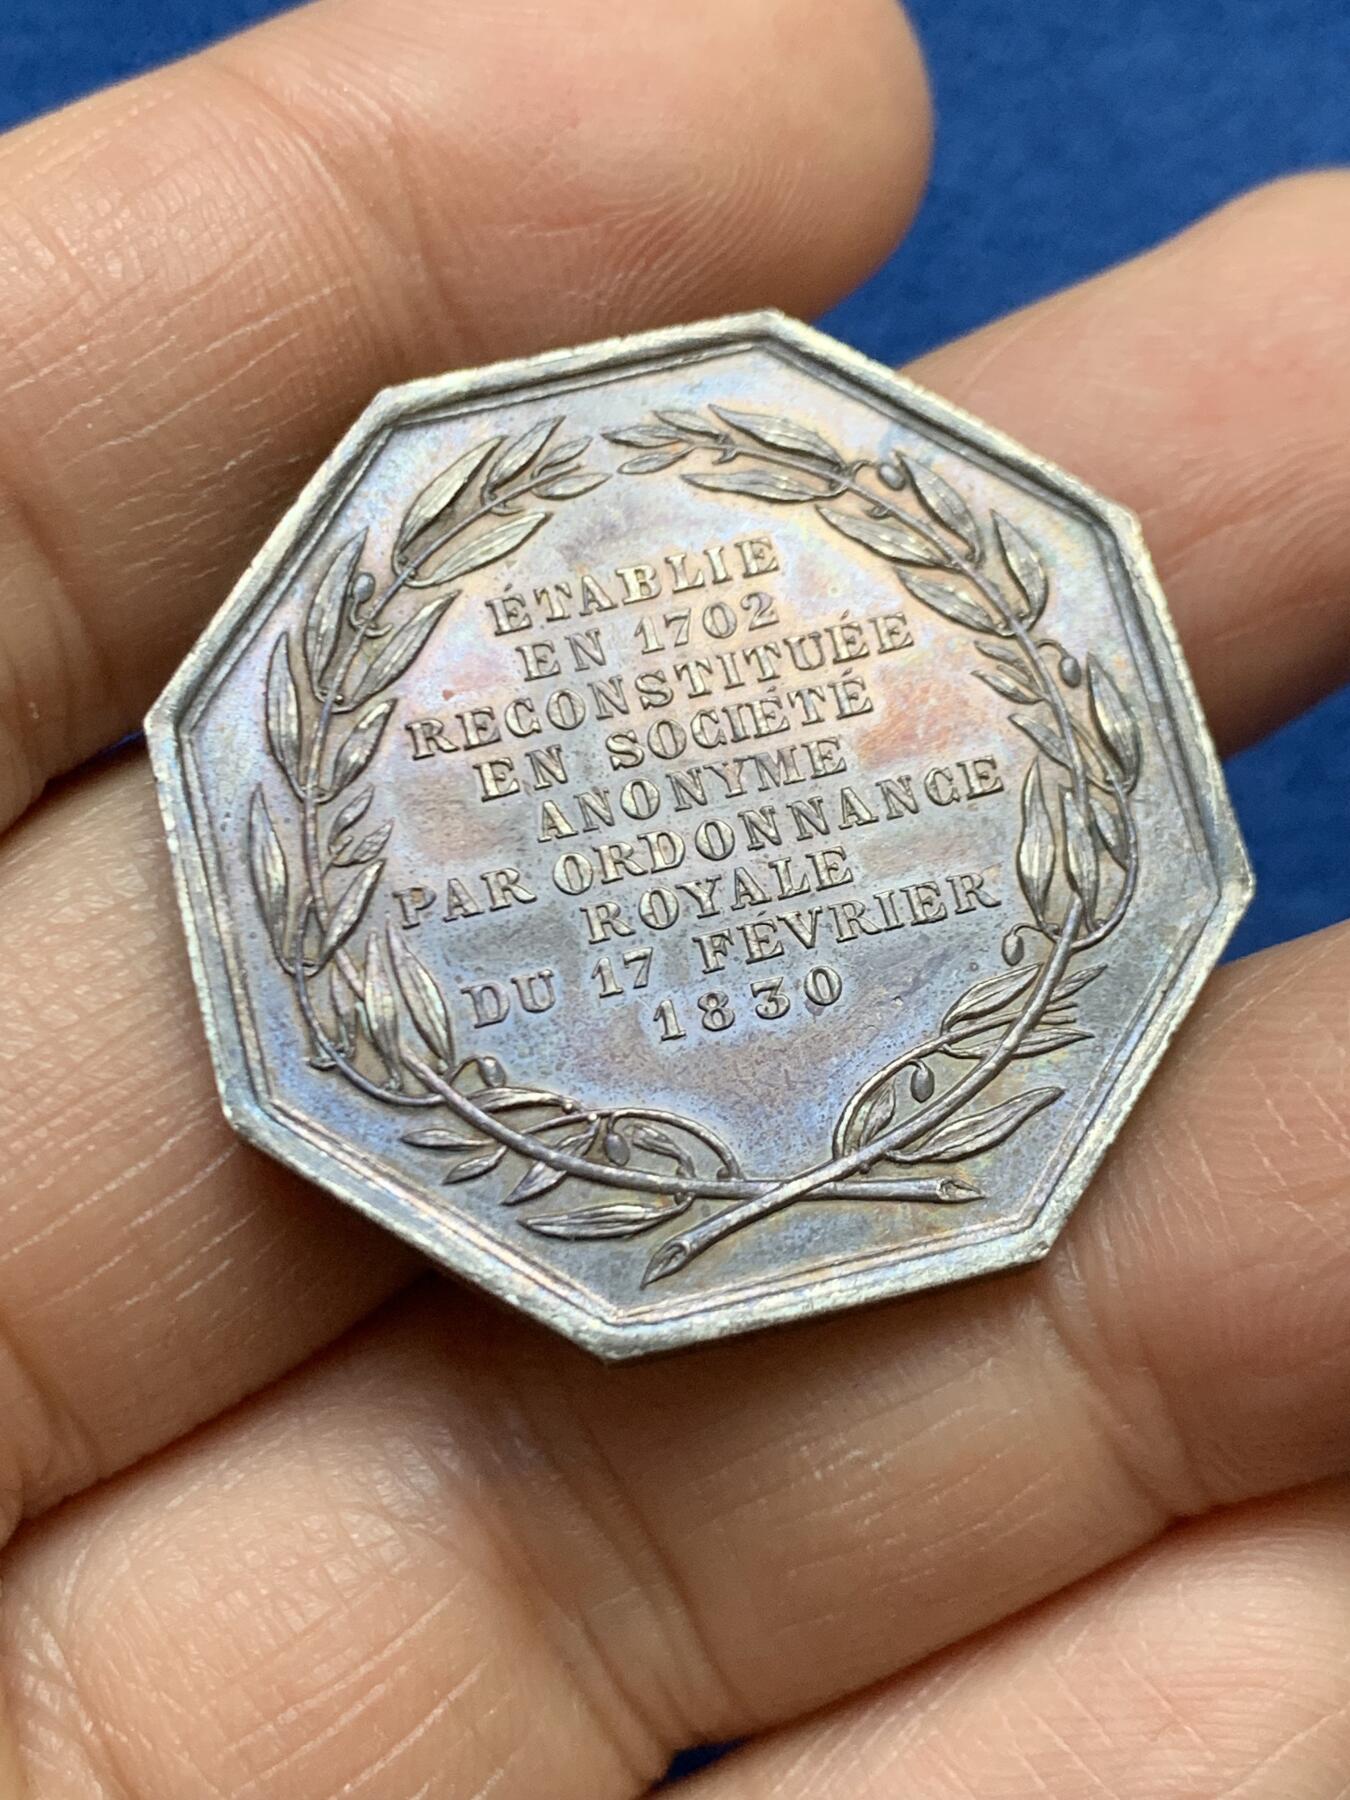 ÉTABLIE
EN 1702
RECONSTITUÉE
EN SOCIÉTÉ
ANONYME
PAR ORDONNANCE
ROYALE
DU 17 FÉVRIER
1830